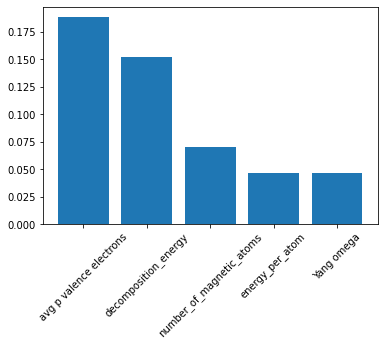 0.175
0.150
0.125
0.100
0.075
0.050
0.025
0.000
avg p valence electrons
decomposition_energy
number_of_magnetic_atoms
energy_per_atom
Yang omega